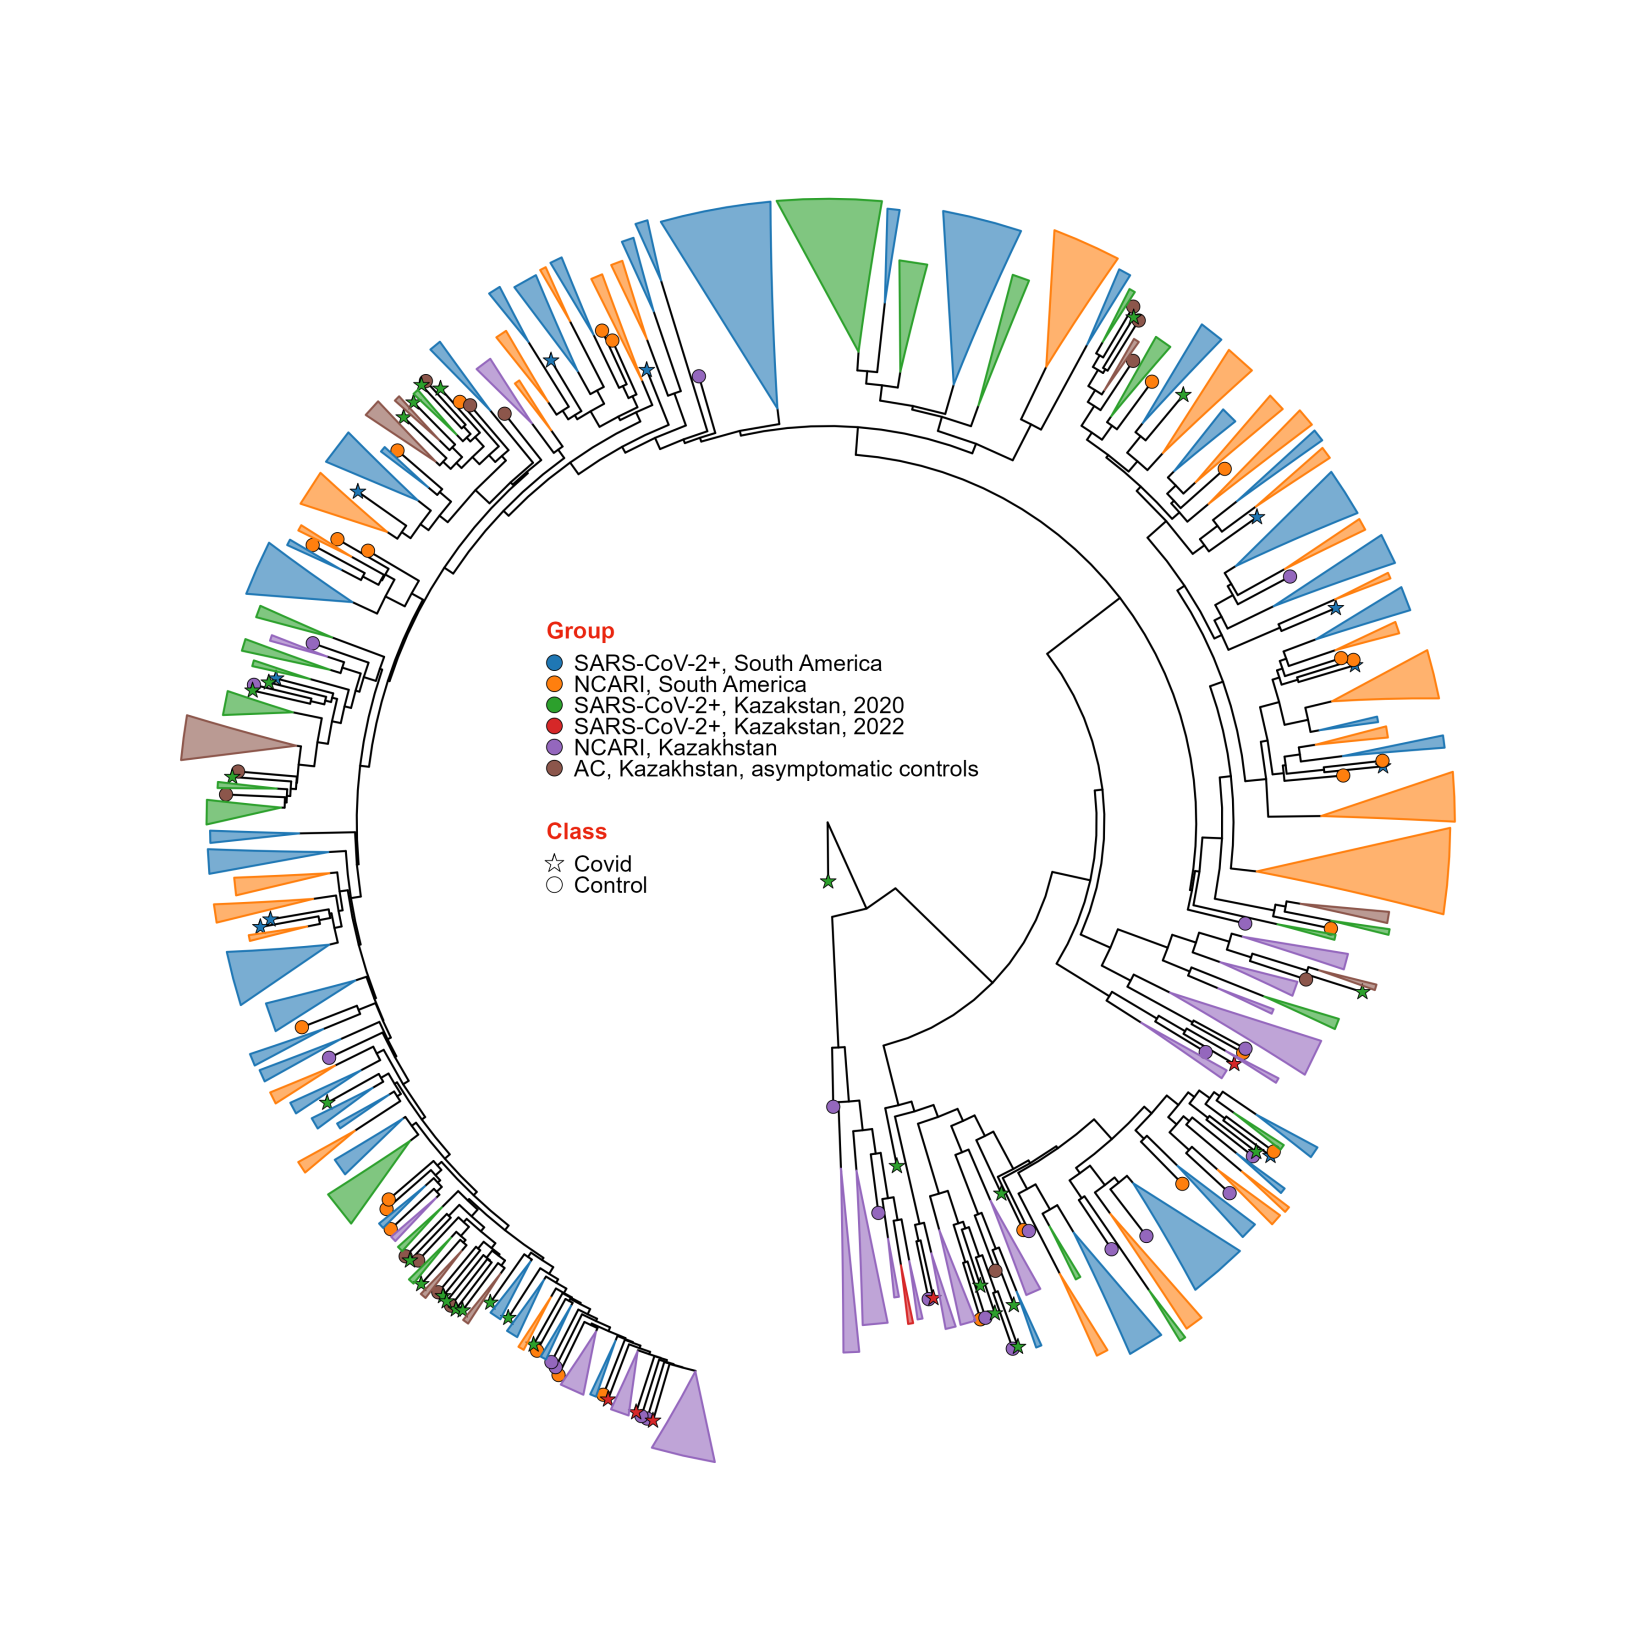 Group
SARS-CoV-2+, South America
NCARI, South America
SARS-CoV-2+, Kazakstan, 2020
SARS-CoV-2+, Kazakstan, 2022
NCARI, Kazakhstan
AC, Kazakhstan, asymptomatic controls
Class
Covid
Control